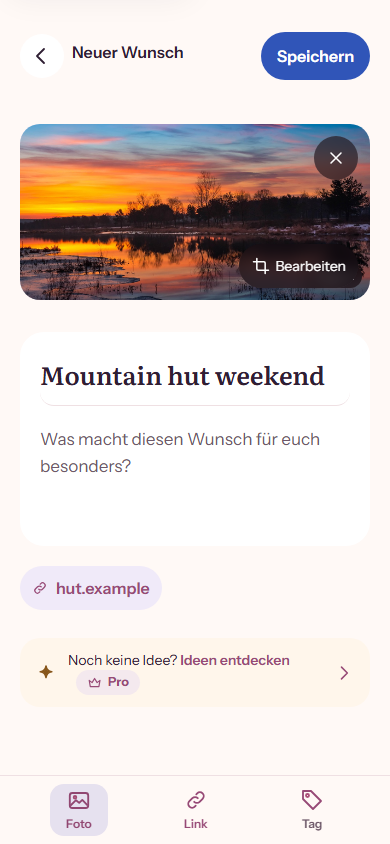 Neuer Wunsch
Speichern
Bearbeiten
Mountain hut weekend
Was macht diesen Wunsch für euch
besonders?
hut.example
Noch keine Idee? Ideen entdecken
Pro
Foto
Link
Tag